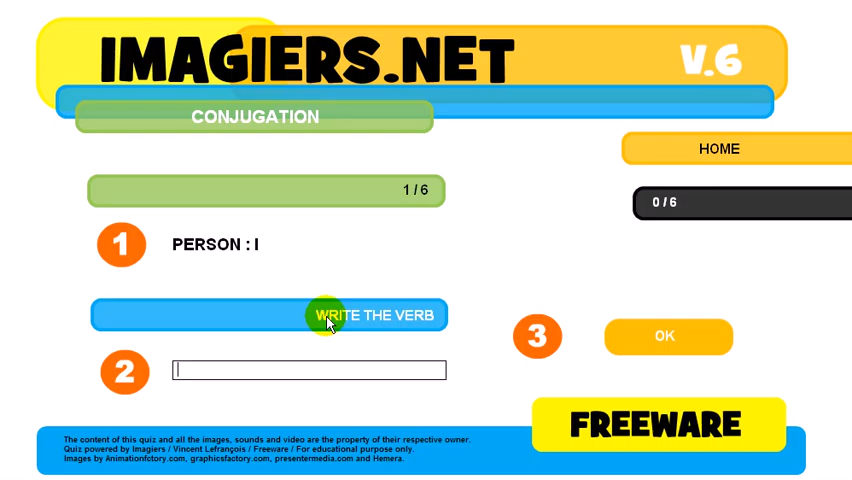 IMAGIERS.NET
V.6
CONJUGATION
HOME
1 / 6
0 / 6
1
PERSON : I
WRITE THE VERB
3
OK
2
FREEWARE
The content of this quiz and all the images, sounds and video are the property of their respective owner.
Quiz powered by Imagiers / Vincent Lefrançois / Freeware / For educational purpose only.
Images by Animationfctory.com, graphicsfactory.com, presentermedia.com and Hemera.